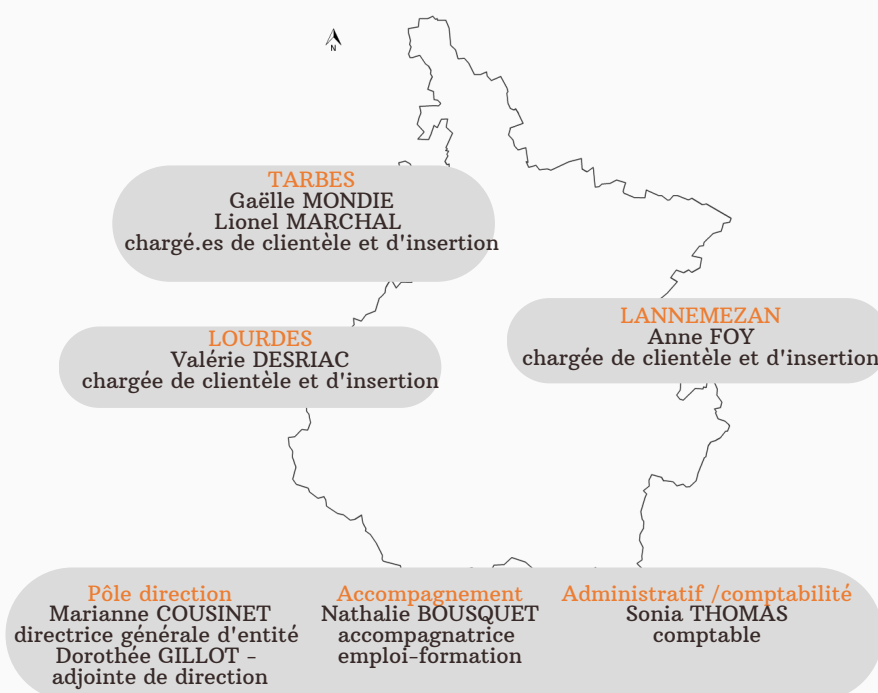 N
TARBES
Gaëlle MONDIE
Lionel MARCHAL
chargé.es de clientèle et d'insertion
LOURDES
Valérie DESRIAC
chargée de clientèle et d'insertion
LANNEMEZAN
Anne FOY
chargée de clientèle et d'insertion
Pôle direction
Marianne COUSINET
directrice générale d'entité
Dorothée GILLOT -
adjointe de direction
Accompagnement
Nathalie BOUSQUET
accompagnatrice
emploi-formation
Administratif /comptabilité
Sonia THOMAS
comptable